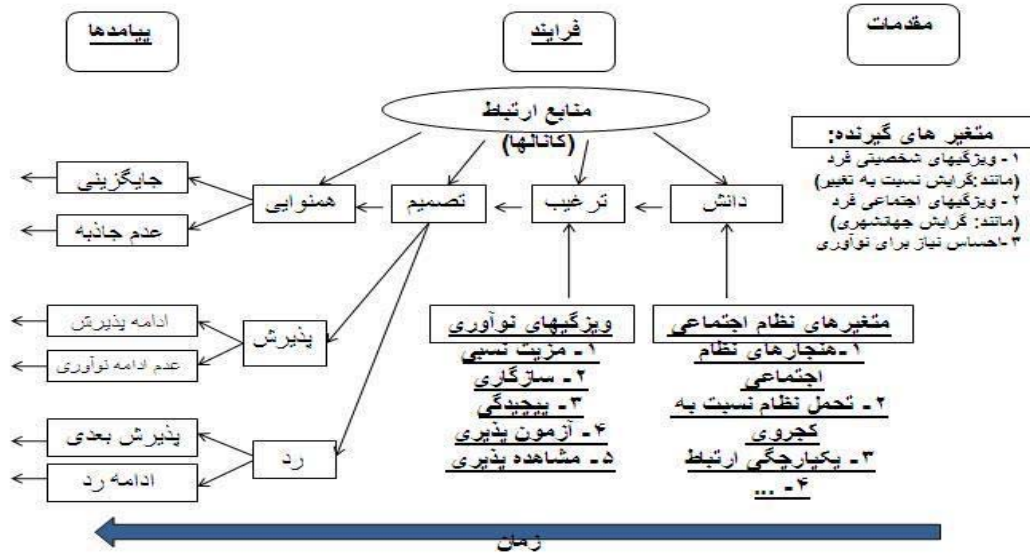 مقدمات
فرایند
پیامدها
منابع ارتباط
(کانالها)
متغیر های گیرنده:
۱- ویژگیهای شخصیتی فرد
(مانند:گرایش نسبت به تغییر)
۲- ویژگیهای اجتماعی فرد
(مانند: گرایش جهانشهری)
۳-احساس نیاز برای نوآوری
دانش
ترغیب
تصمیم
همنوایی
جایگزینی
عدم جاذبه
پذیرش
ادامه پذیرش
عدم ادامه نوآوری
رد
پذیرش بعدی
ادامه رد
متغیرهای نظام اجتماعی
۱-هنجارهای نظام
اجتماعی
۲- تحمل نظام نسبت به
کجروی
۳- یکپارچگی ارتباط
۴- ...
ویژگیهای نوآوری
۱- مزیت نسبی
۲- سازگاری
۳- پیچیدگی
۴- آزمون پذیری
۵- مشاهده پذیری
زمان